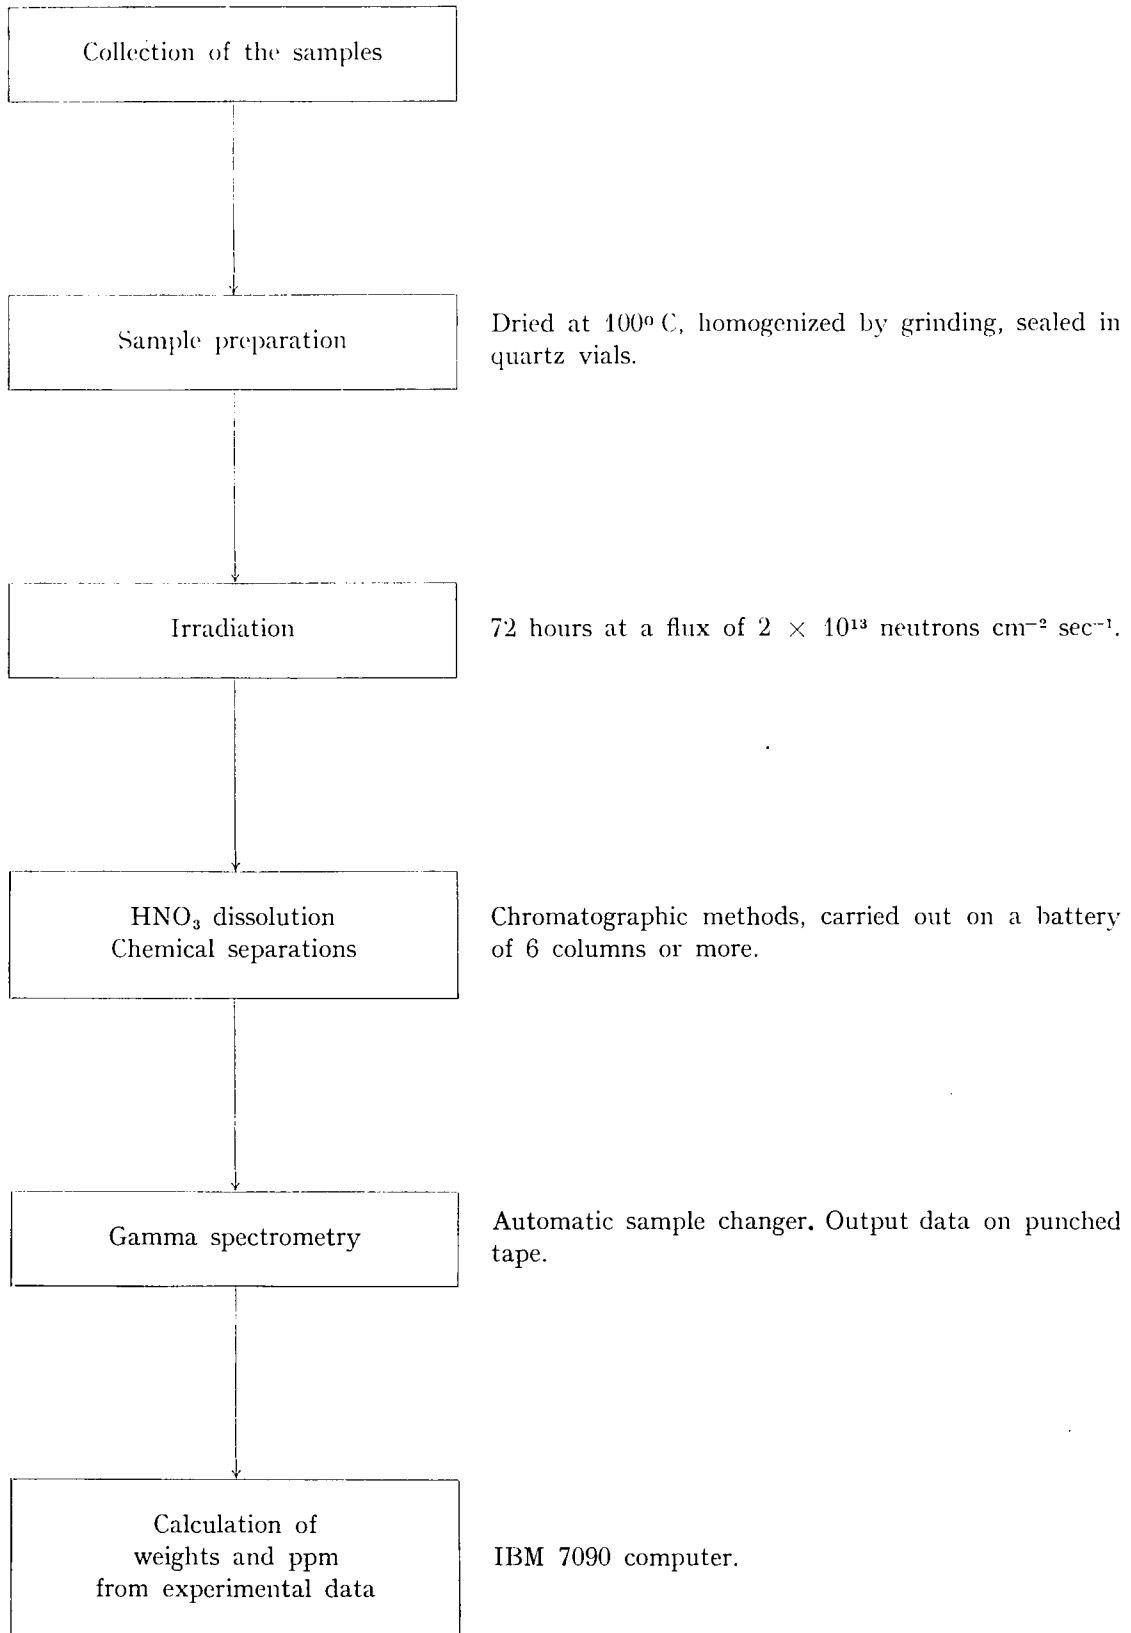 Collection of the samples
Sample preparation
Dried at 100º C, homogenized by grinding, sealed in
quartz vials.
Irradiation
72 hours at a flux of 2 × 10¹³ neutrons cm⁻² sec⁻¹.
HNO₃ dissolution
Chemical separations
Chromatographic methods, carried out on a battery
of 6 columns or more.
Gamma spectrometry
Automatic sample changer. Output data on punched
tape.
Calculation of
weights and ppm
from experimental data
IBM 7090 computer.